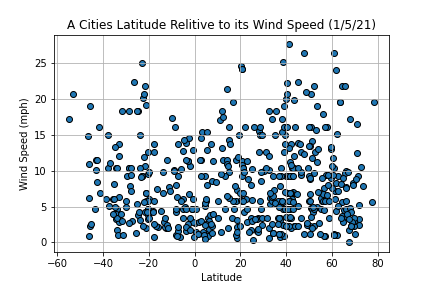 A Cities Latitude Relitive to its Wind Speed (1/5/21)
Wind Speed (mph)
25
20
15
10
5
0
−60 −40 −20 0 20 40 60 80
Latitude